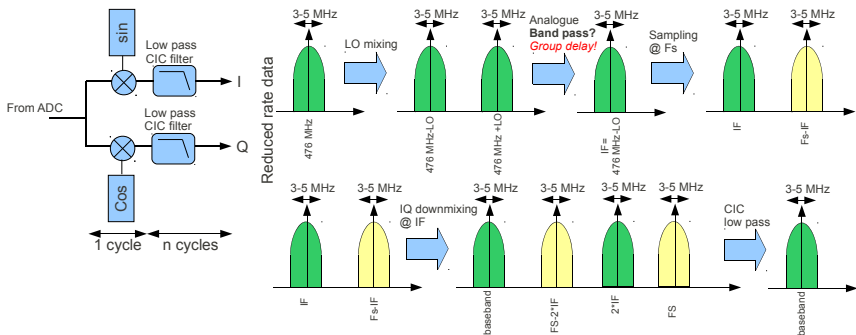 sin
Low pass
CIC filter
I
From ADC
Low pass
CIC filter
Q
Cos
1 cycle
n cycles
Reduced rate data
3-5 MHz
476 MHz
LO mixing
3-5 MHz
3-5 MHz
476 MHz-LO
476 MHz +LO
Analogue
Band pass?
Group delay!
3-5 MHz
IF=
476 MHz-LO
Sampling
@ Fs
3-5 MHz
3-5 MHz
IF
Fs-IF
3-5 MHz
3-5 MHz
IF
Fs-IF
IQ downmixing
@ IF
3-5 MHz
3-5 MHz
3-5 MHz
3-5 MHz
baseband
FS-2*IF
2*IF
FS
CIC
low pass
3-5 MHz
baseband